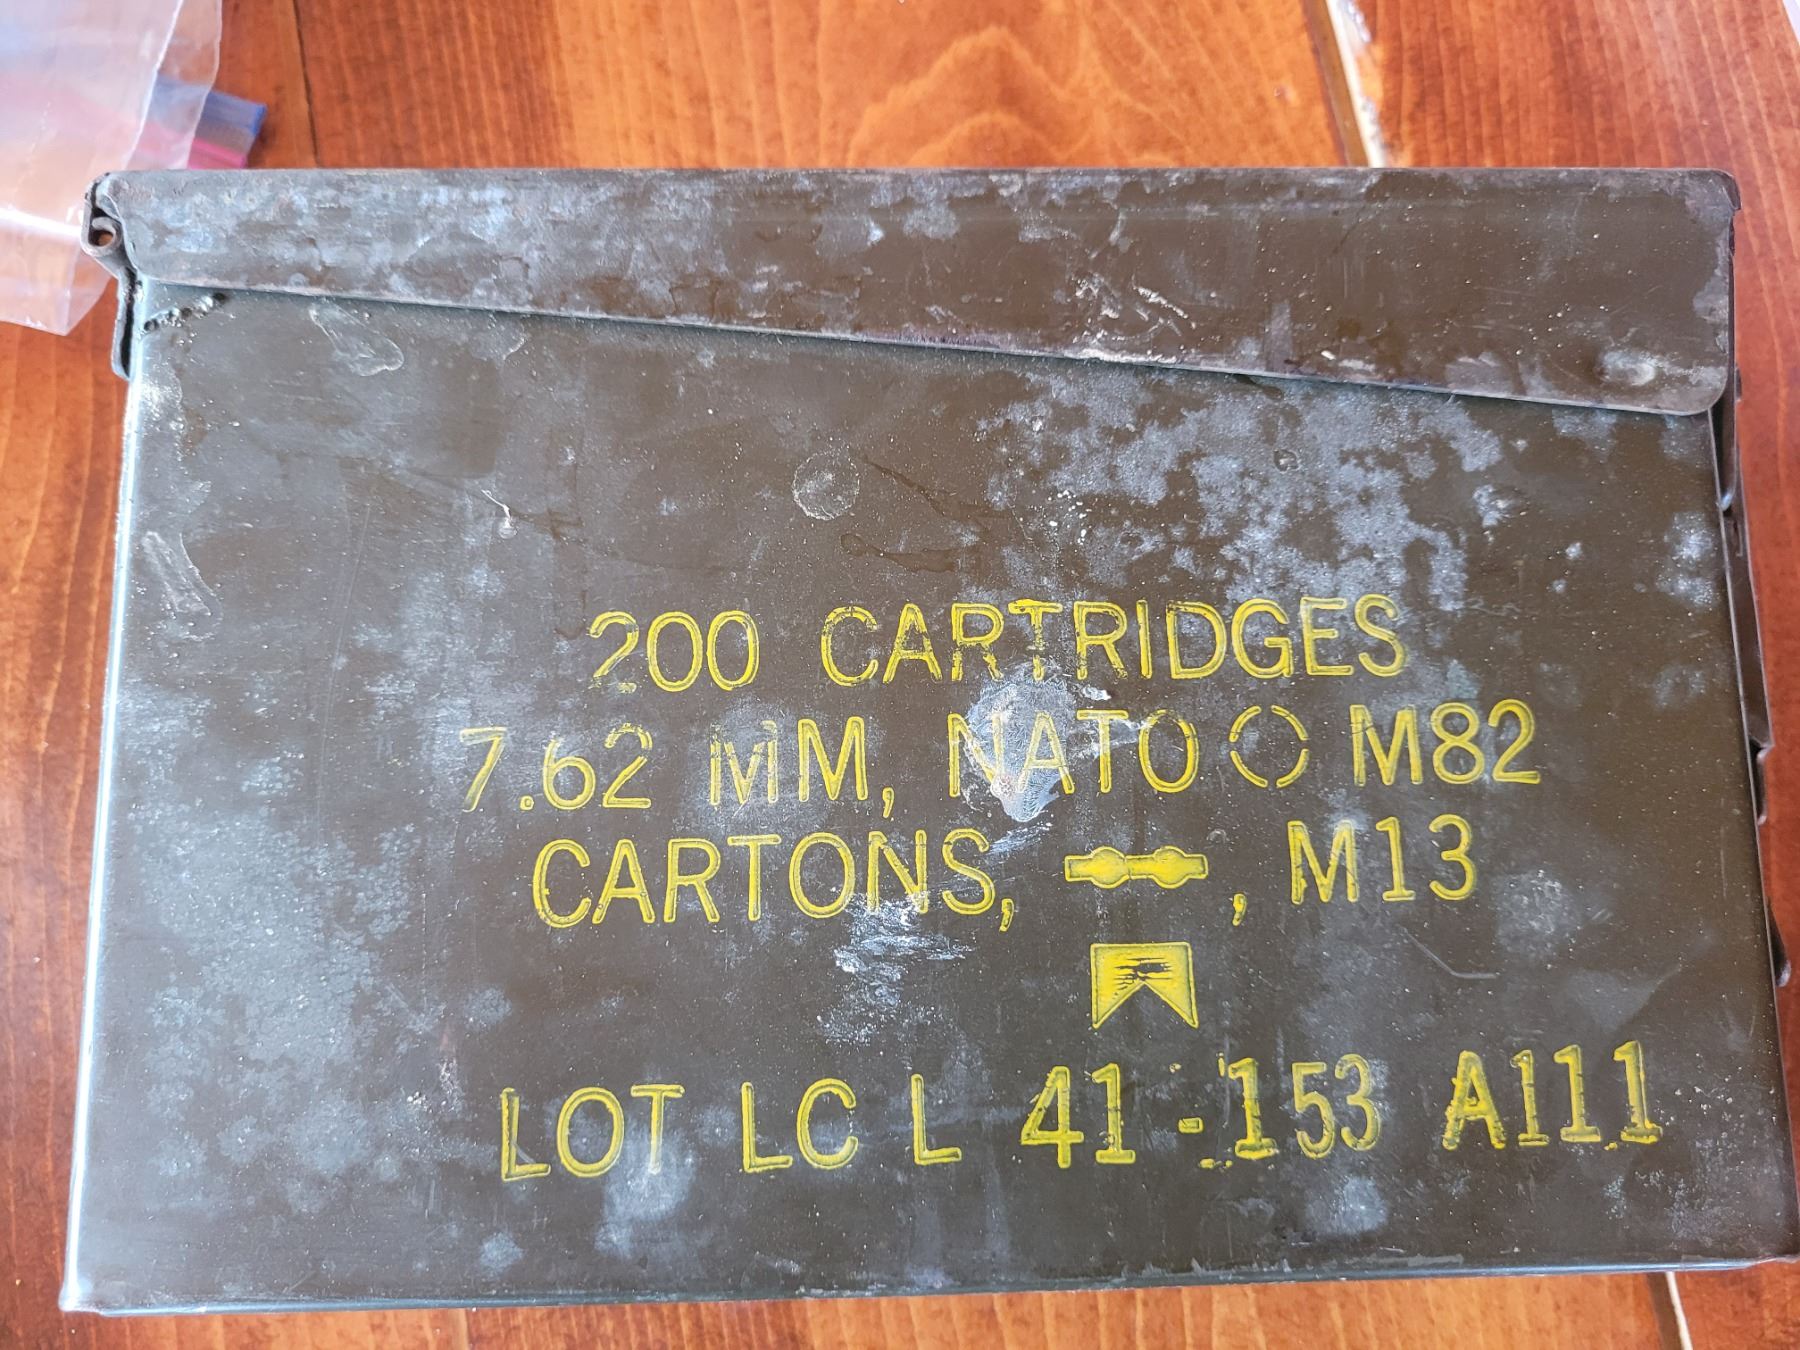 200 CARTRIDGES
7.62 MM, NATO M82
CARTONS, , M13
LOT LC L 41-153 A111